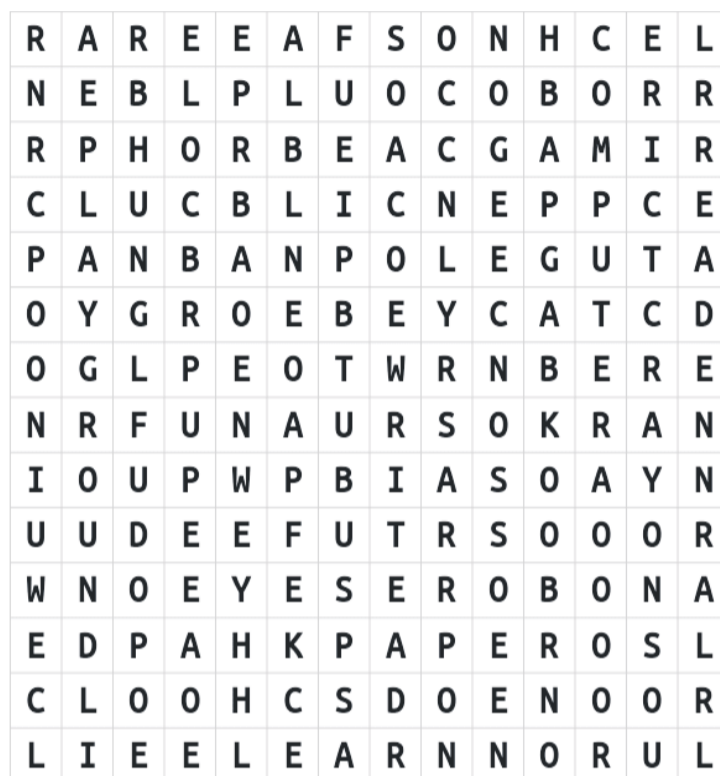 R A R E E A F S O N H C E L
N E B L P L U O C O B O R R
R P H O R B E A C G A M I R
C L U C B L I C N E P P C E
P A N B A N P O L E G U T A
O Y G R O E B E Y C A T C D
O G L P E O T W R N B E R E
N R F U N A U R S O K R A N
I O U P W P B I A S O A Y N
U U D E E F U T R S O O O R
W N O E Y E S E R O B O N A
E D P A H K P A P E R O S L
C L O O H C S D O E N O O R
L I E E L E A R N N O R U L